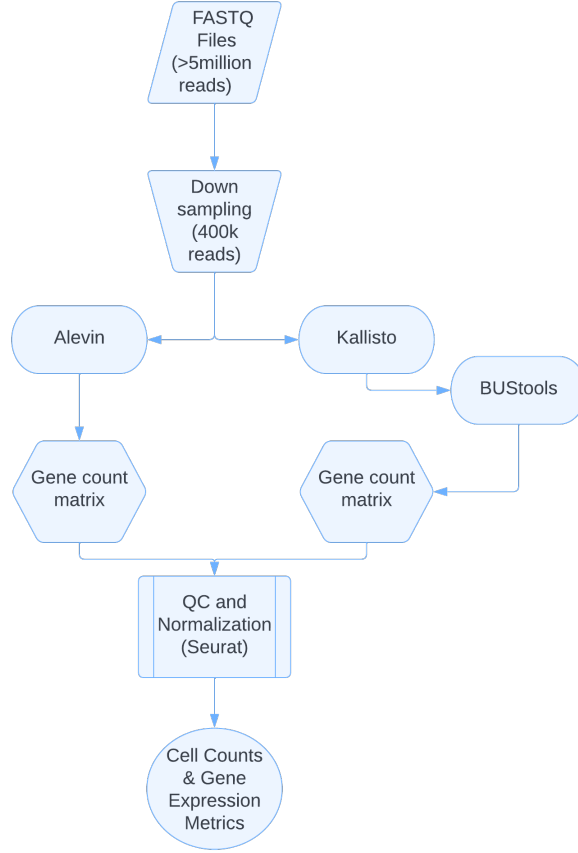 FASTQ
Files
(>5million
reads)
Down
sampling
(400k
reads)
Alevin
Kallisto
BUStools
Gene count
matrix
Gene count
matrix
QC and
Normalization
(Seurat)
Cell Counts
& Gene
Expression
Metrics